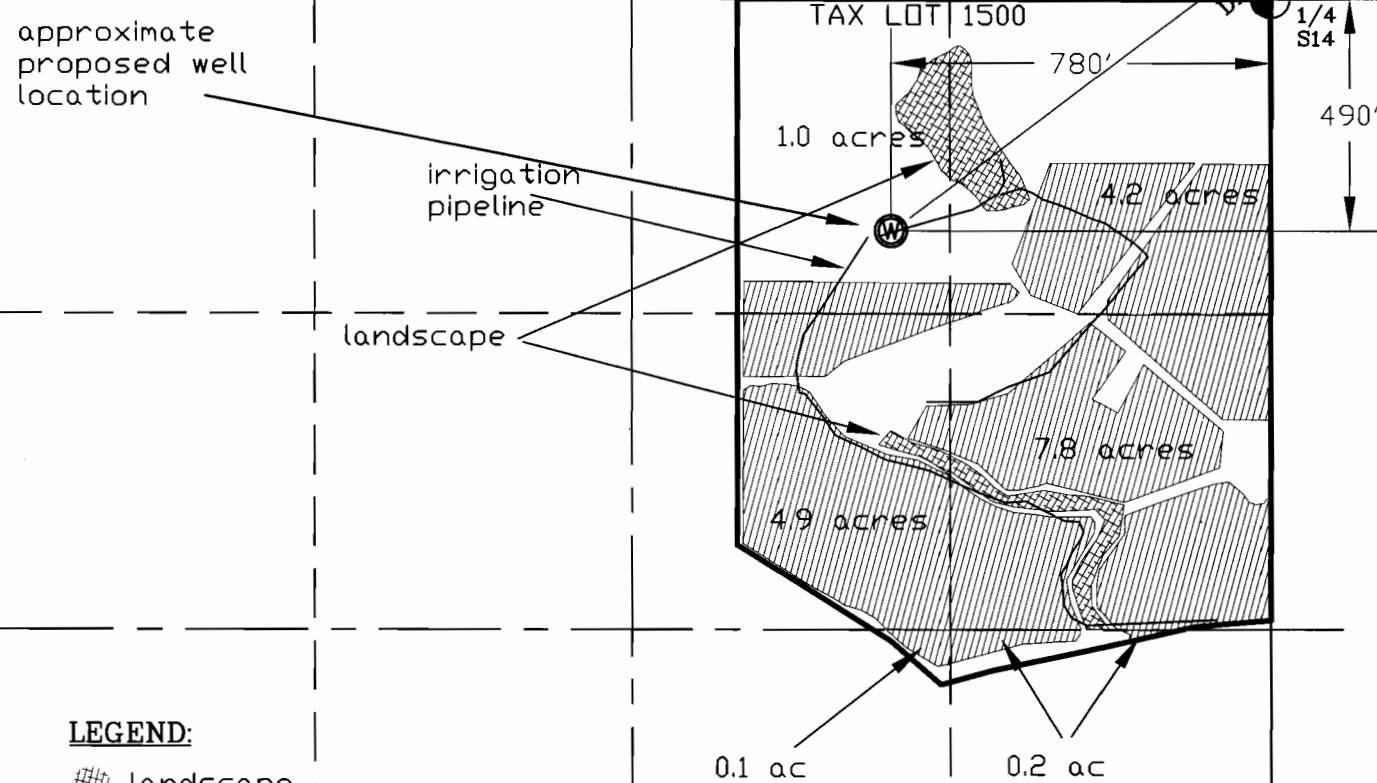 TAX LOT 1500
1/4
S14
approximate
proposed well
location
780'
490'
1.0 acres
irrigation
pipeline
4.2 acres
W
landscape
7.8 acres
4.9 acres
LEGEND:
0.1 ac
0.2 ac
landscape